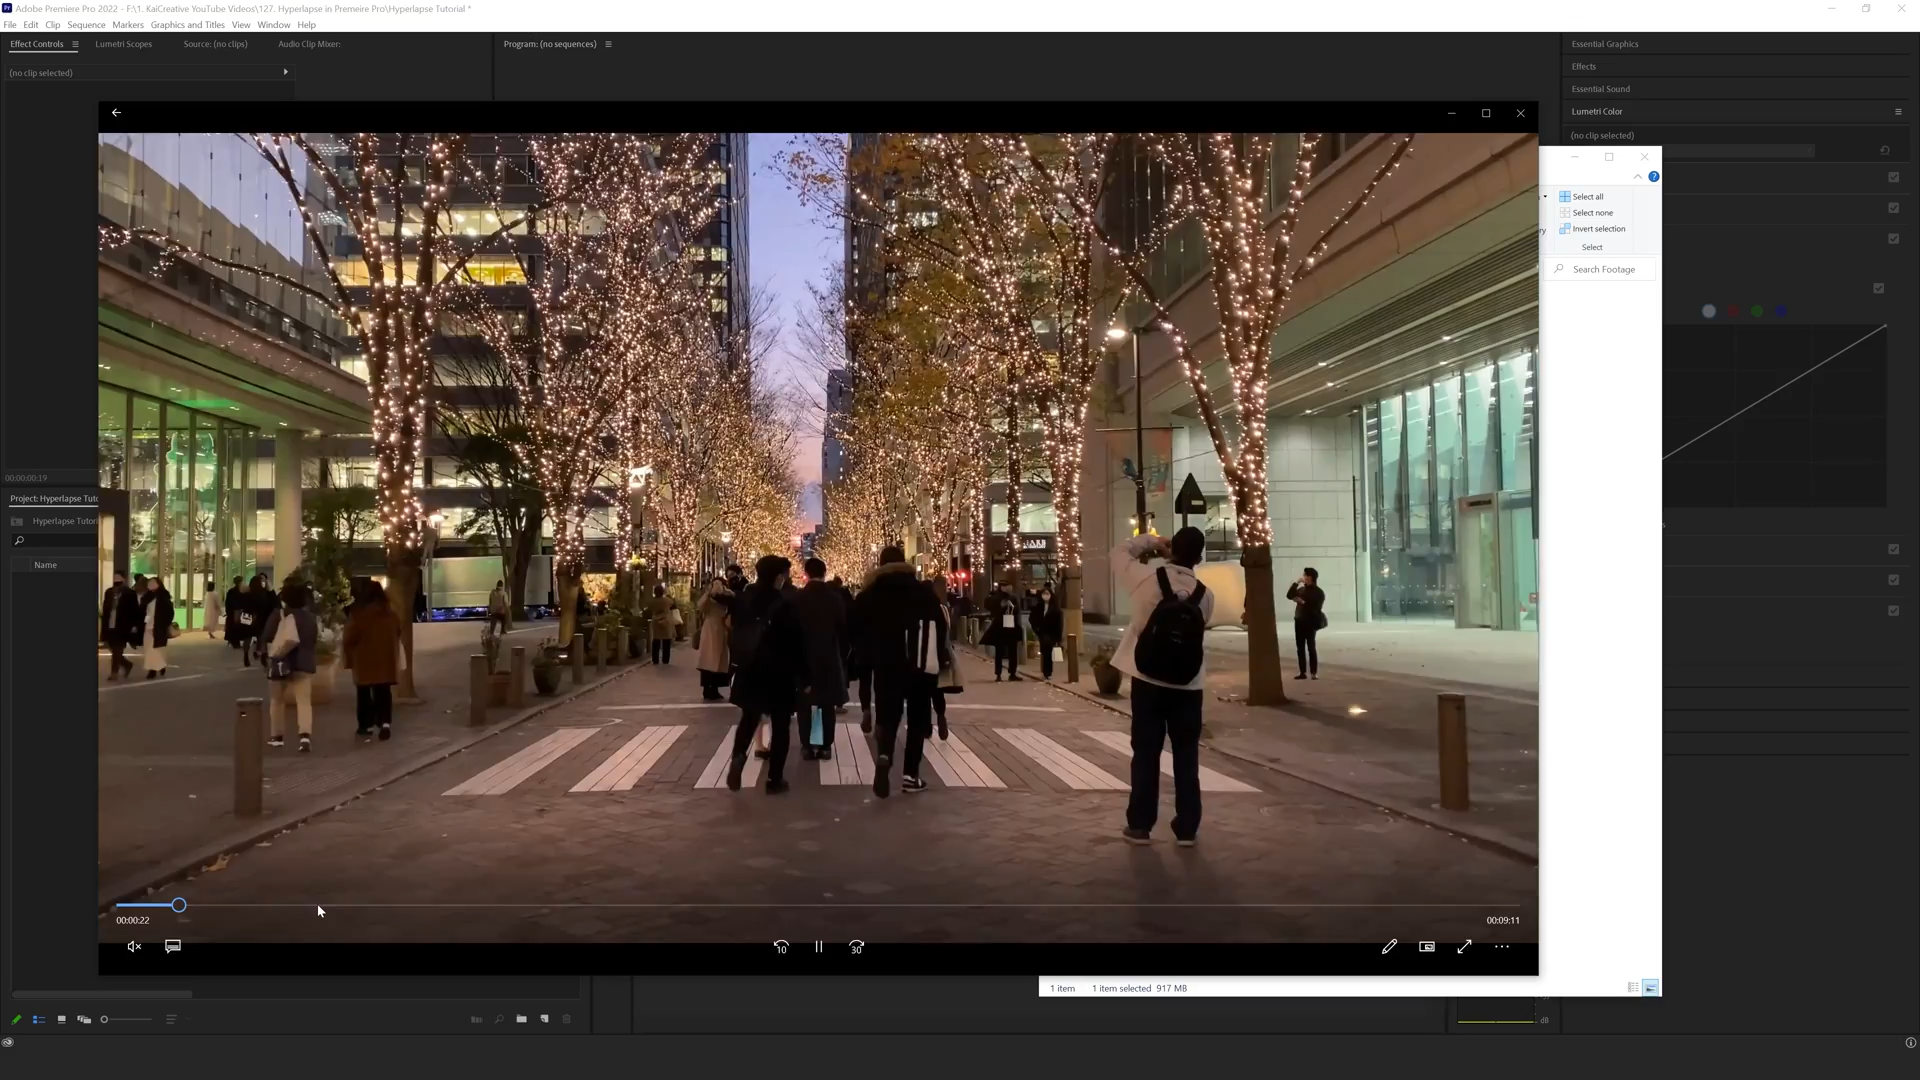 Adobe Premiere Pro 2022 - F:\1. KaiCreative YouTube Videos\127. Hyperlapse in Premeire Pro\Hyperlapse Tutorial *
File Edit Clip Sequence Markers Graphics and Titles View Window Help
Effect Controls Lumetri Scopes Source: (no clips) Audio Clip Mixer:
Program: (no sequences)
Essential Graphics
Effects
Essential Sound
Lumetri Color
(no clip selected)
(no clip selected)
Select all
Select none
Invert selection
Select
Search Footage
00:00:00:19
Project: Hyperlapse Tuto
Hyperlapse Tutori
Name
00:00:22
00:09:11
10
30
1 item 1 item selected 917 MB
dB